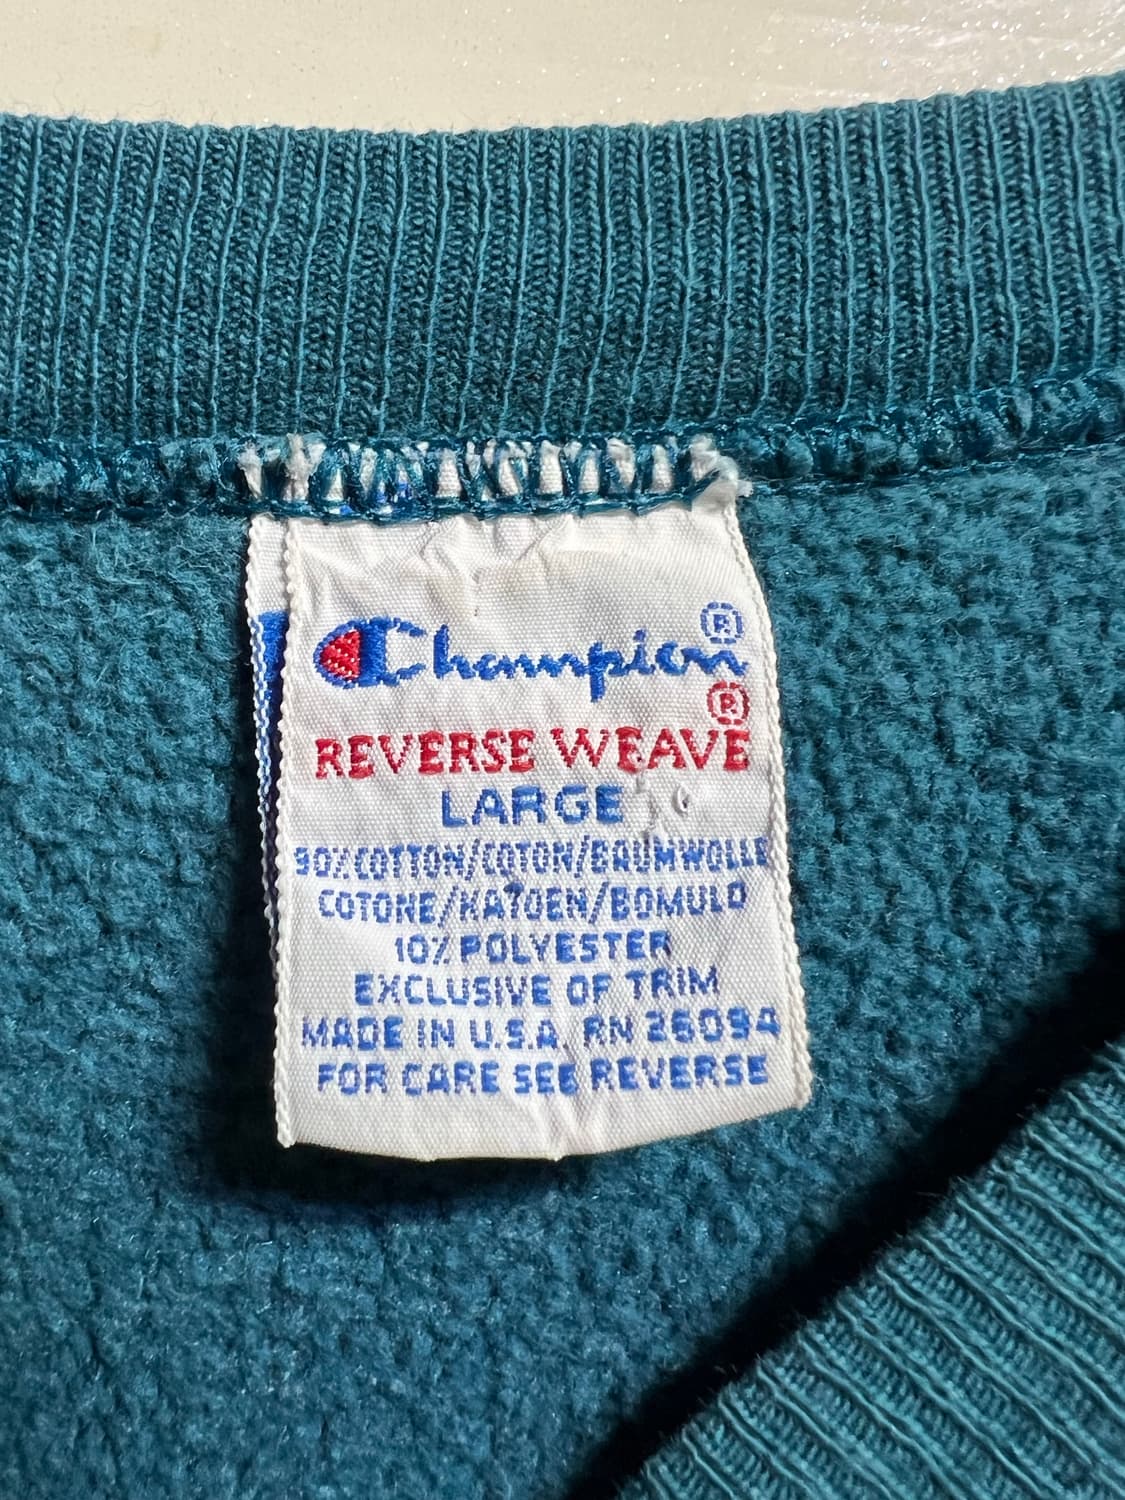 Champion®
REVERSE WEAVE®
LARGE
90% COTTON/COTON/BAUMWOLLE
COTONE/KATOEN/BOMULD
10% POLYESTER
EXCLUSIVE OF TRIM
MADE IN U.S.A. RN 26094
FOR CARE SEE REVERSE